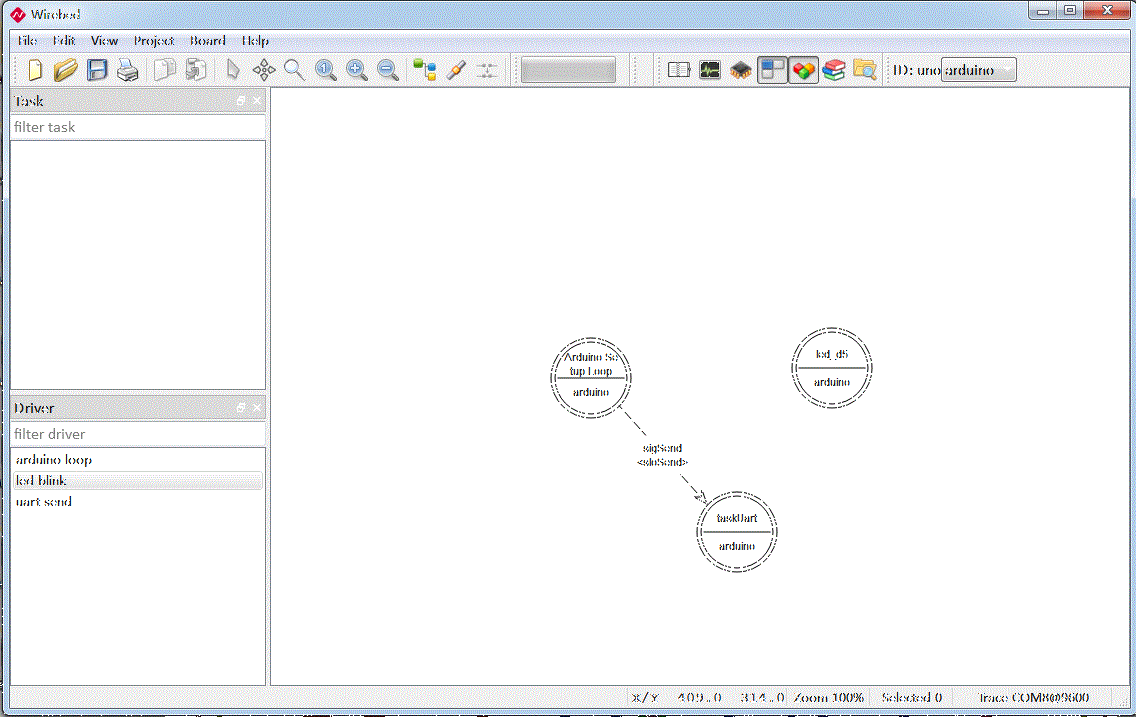 Wirebed
File Edit View Project Board Help
ID: uno arduino
Task
filter task
Driver
filter driver
arduino loop
led blink
uart send
Arduino Se
tup Loop
arduino
led_d5
arduino
sigSend
<sloSend>
taskUart
arduino
X/Y 409..0 314..0 Zoom 100% Selected 0 Trace COM8@9600